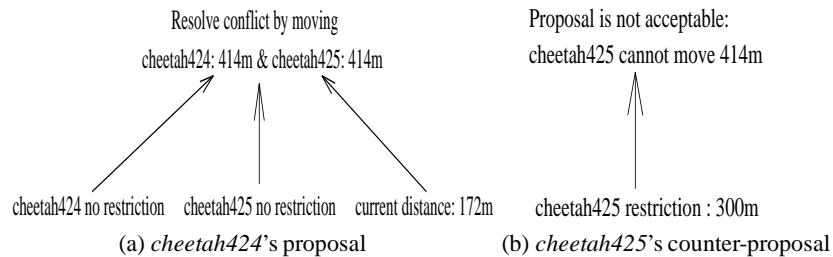 Resolve conflict by moving
cheetah424: 414m & cheetah425: 414m
cheetah424 no restriction
cheetah425 no restriction
current distance: 172m
(a) cheetah424's proposal
Proposal is not acceptable:
cheetah425 cannot move 414m
cheetah425 restriction : 300m
(b) cheetah425's counter-proposal